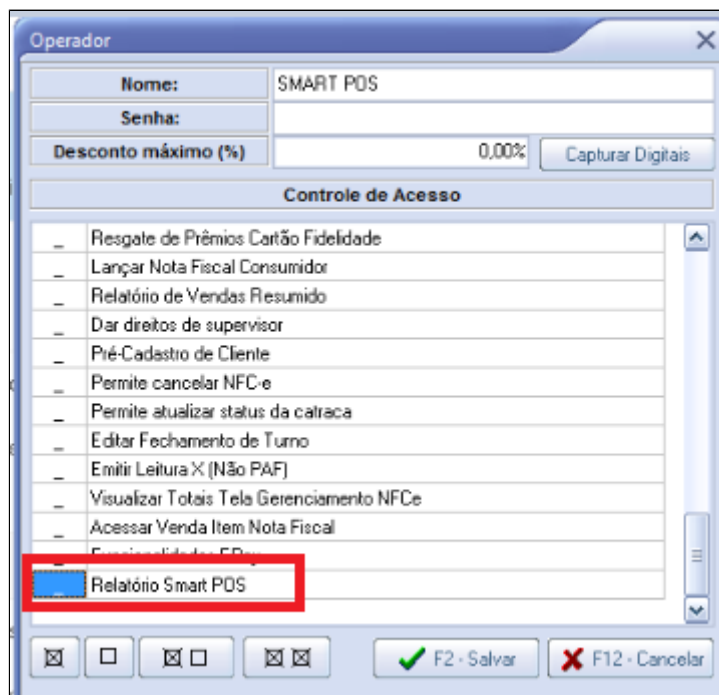 Operador
Nome: SMART POS
Senha:
Desconto máximo (%) 0,00% Capturar Digitais
Controle de Acesso
_ Resgate de Prêmios Cartão Fidelidade
_ Lançar Nota Fiscal Consumidor
_ Relatório de Vendas Resumido
_ Dar direitos de supervisor
_ Pré-Cadastro de Cliente
_ Permite cancelar NFC-e
_ Permite atualizar status da catraca
_ Editar Fechamento de Turno
_ Emitir Leitura X (Não PAF)
_ Visualizar Totais Tela Gerenciamento NFCe
_ Acessar Venda Item Nota Fiscal
_ Relatório Smart POS
F2 - Salvar F12 - Cancelar